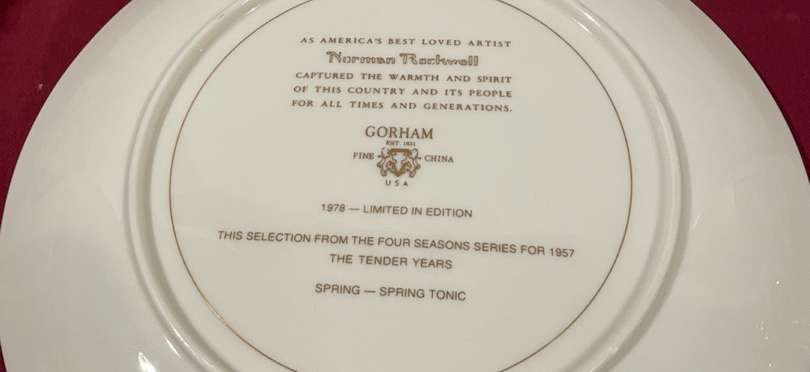 AS AMERICA'S BEST LOVED ARTIST
Norman Rockwell
CAPTURED THE WARMTH AND SPIRIT
OF THIS COUNTRY AND ITS PEOPLE
FOR ALL TIMES AND GENERATIONS.
GORHAM
EST. 1831
FINE CHINA
USA
1978 — LIMITED IN EDITION
THIS SELECTION FROM THE FOUR SEASONS SERIES FOR 1957
THE TENDER YEARS
SPRING — SPRING TONIC